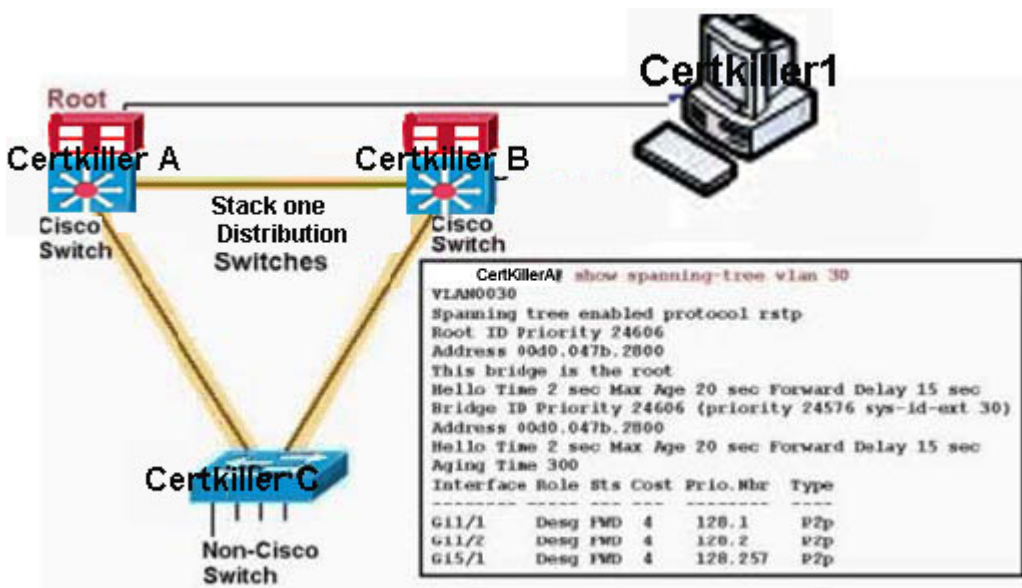 Certkiller1
Root
Certkiller A
Certkiller B
Stack one
Distribution
Switches
Cisco
Switch
Cisco
Switch
CertKillerA# show spanning-tree vlan 30
VLAN0030
Spanning tree enabled protocol rstp
Root ID Priority 24606
Address 00d0.047b.2800
This bridge is the root
Hello Time 2 sec Max Age 20 sec Forward Delay 15 sec
Bridge ID Priority 24606 (priority 24576 sys-id-ext 30)
Address 00d0.047b.2800
Hello Time 2 sec Max Age 20 sec Forward Delay 15 sec
Aging Time 300
Interface Role Sts Cost Prio.Nbr Type
-------- ----- --- --- -------- ----
Gi1/1 Desg FWD 4 128.1 P2p
Gi1/2 Desg FWD 4 128.2 P2p
Gi5/1 Desg FWD 4 128.257 P2p
Certkiller C
Non-Cisco
Switch